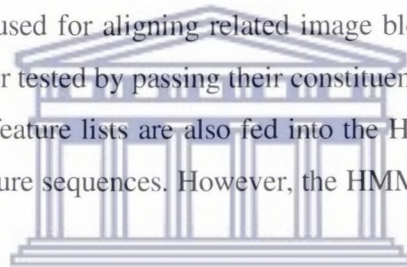 used for aligning related image
r tested by passing their constituen
feature lists are also fed into the
ure sequences. However, the HMM